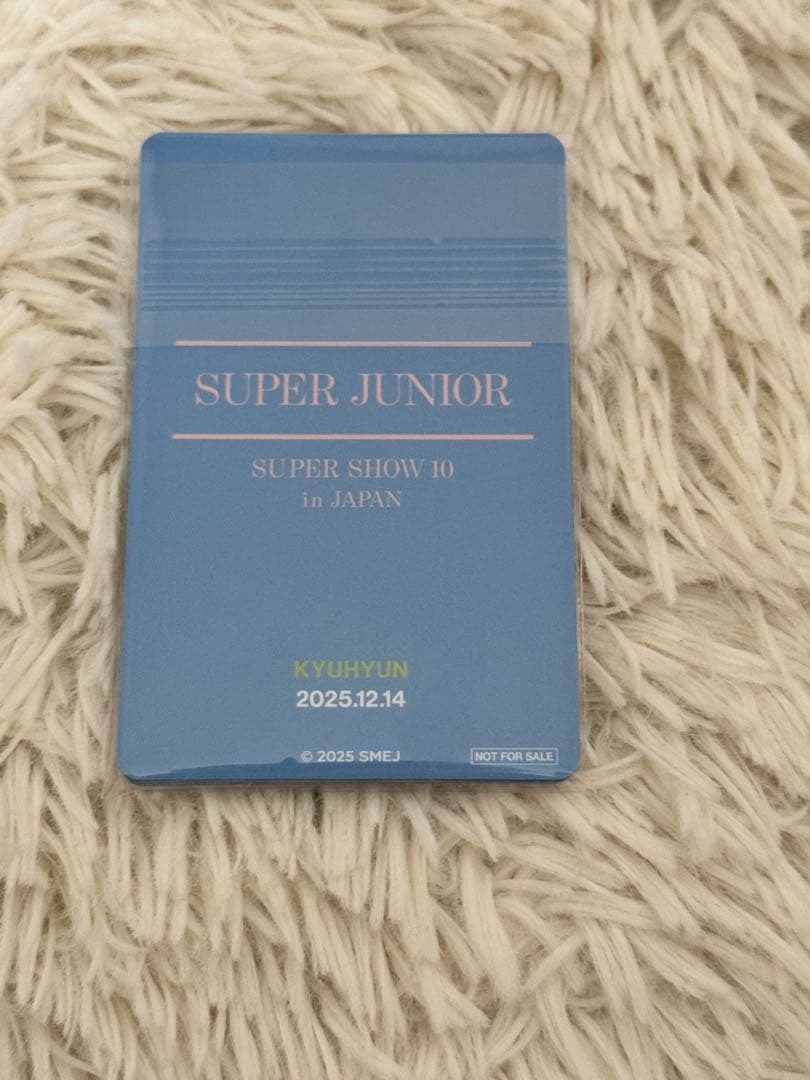 SUPER JUNIOR
SUPER SHOW 10
in JAPAN
KYUHYUN
2025.12.14
© 2025 SMEJ
NOT FOR SALE